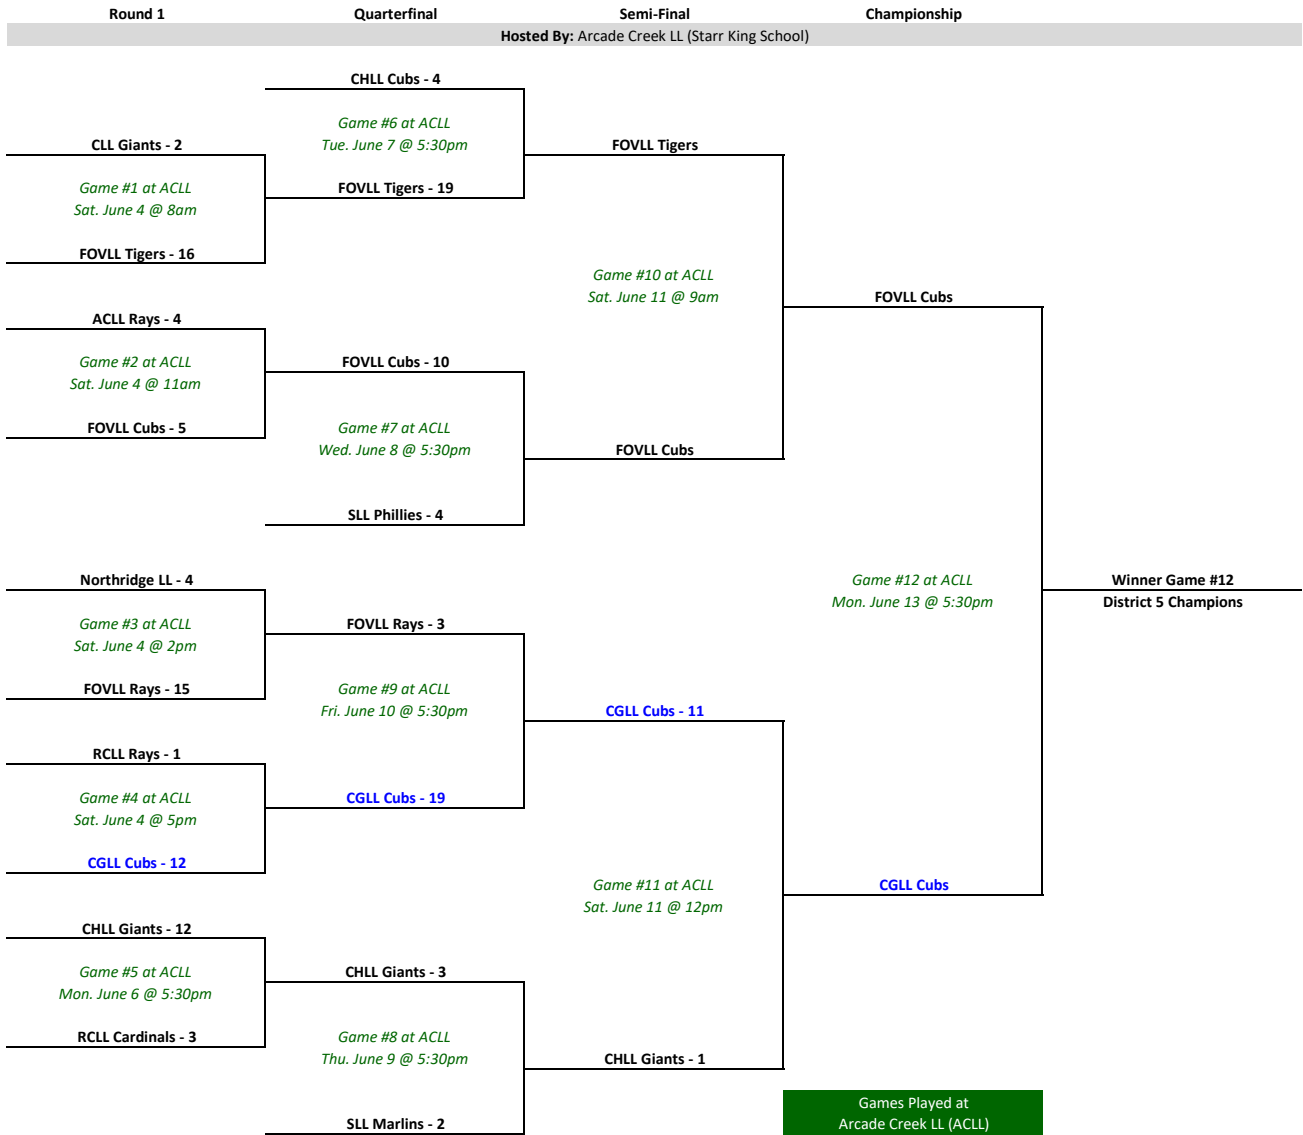 Round 1
Quarterfinal
Semi-Final
Championship
Hosted By: Arcade Creek LL (Starr King School)
CHLL Cubs - 4
Game #6 at ACLL
Tue. June 7 @ 5:30pm
CLL Giants - 2
FOVLL Tigers
Game #1 at ACLL
Sat. June 4 @ 8am
FOVLL Tigers - 19
FOVLL Tigers - 16
Game #10 at ACLL
Sat. June 11 @ 9am
FOVLL Cubs
ACLL Rays - 4
Game #2 at ACLL
Sat. June 4 @ 11am
FOVLL Cubs - 10
FOVLL Cubs - 5
Game #7 at ACLL
Wed. June 8 @ 5:30pm
FOVLL Cubs
SLL Phillies - 4
Northridge LL - 4
Game #12 at ACLL
Mon. June 13 @ 5:30pm
Winner Game #12
District 5 Champions
Game #3 at ACLL
Sat. June 4 @ 2pm
FOVLL Rays - 3
FOVLL Rays - 15
Game #9 at ACLL
Fri. June 10 @ 5:30pm
CGLL Cubs - 11
RCLL Rays - 1
Game #4 at ACLL
Sat. June 4 @ 5pm
CGLL Cubs - 19
CGLL Cubs - 12
Game #11 at ACLL
Sat. June 11 @ 12pm
CGLL Cubs
CHLL Giants - 12
Game #5 at ACLL
Mon. June 6 @ 5:30pm
CHLL Giants - 3
RCLL Cardinals - 3
Game #8 at ACLL
Thu. June 9 @ 5:30pm
CHLL Giants - 1
SLL Marlins - 2
Games Played at
Arcade Creek LL (ACLL)